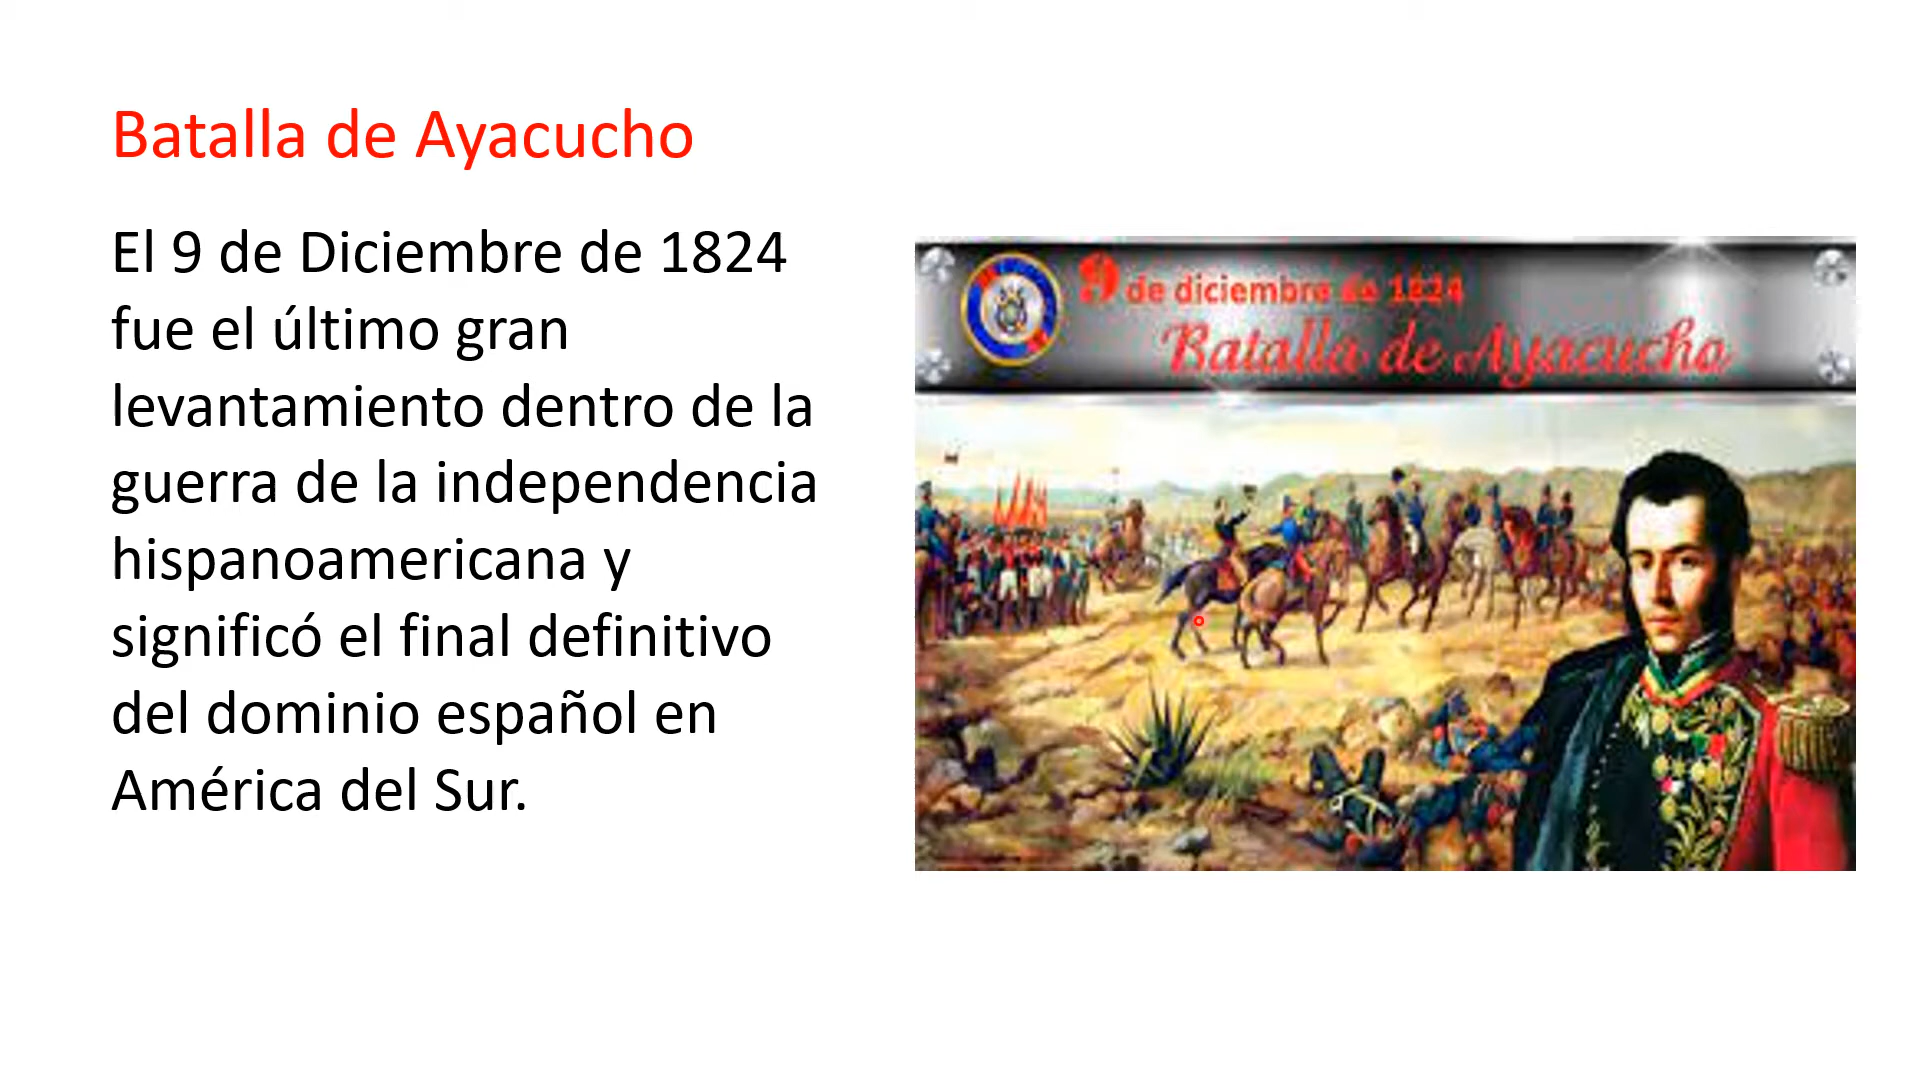 Batalla de Ayacucho
El 9 de Diciembre de 1824
fue el último gran
levantamiento dentro de la
guerra de la independencia
hispanoamericana y
significó el final definitivo
del dominio español en
América del Sur.
9 de diciembre de 1824
Batalla de Ayacucho